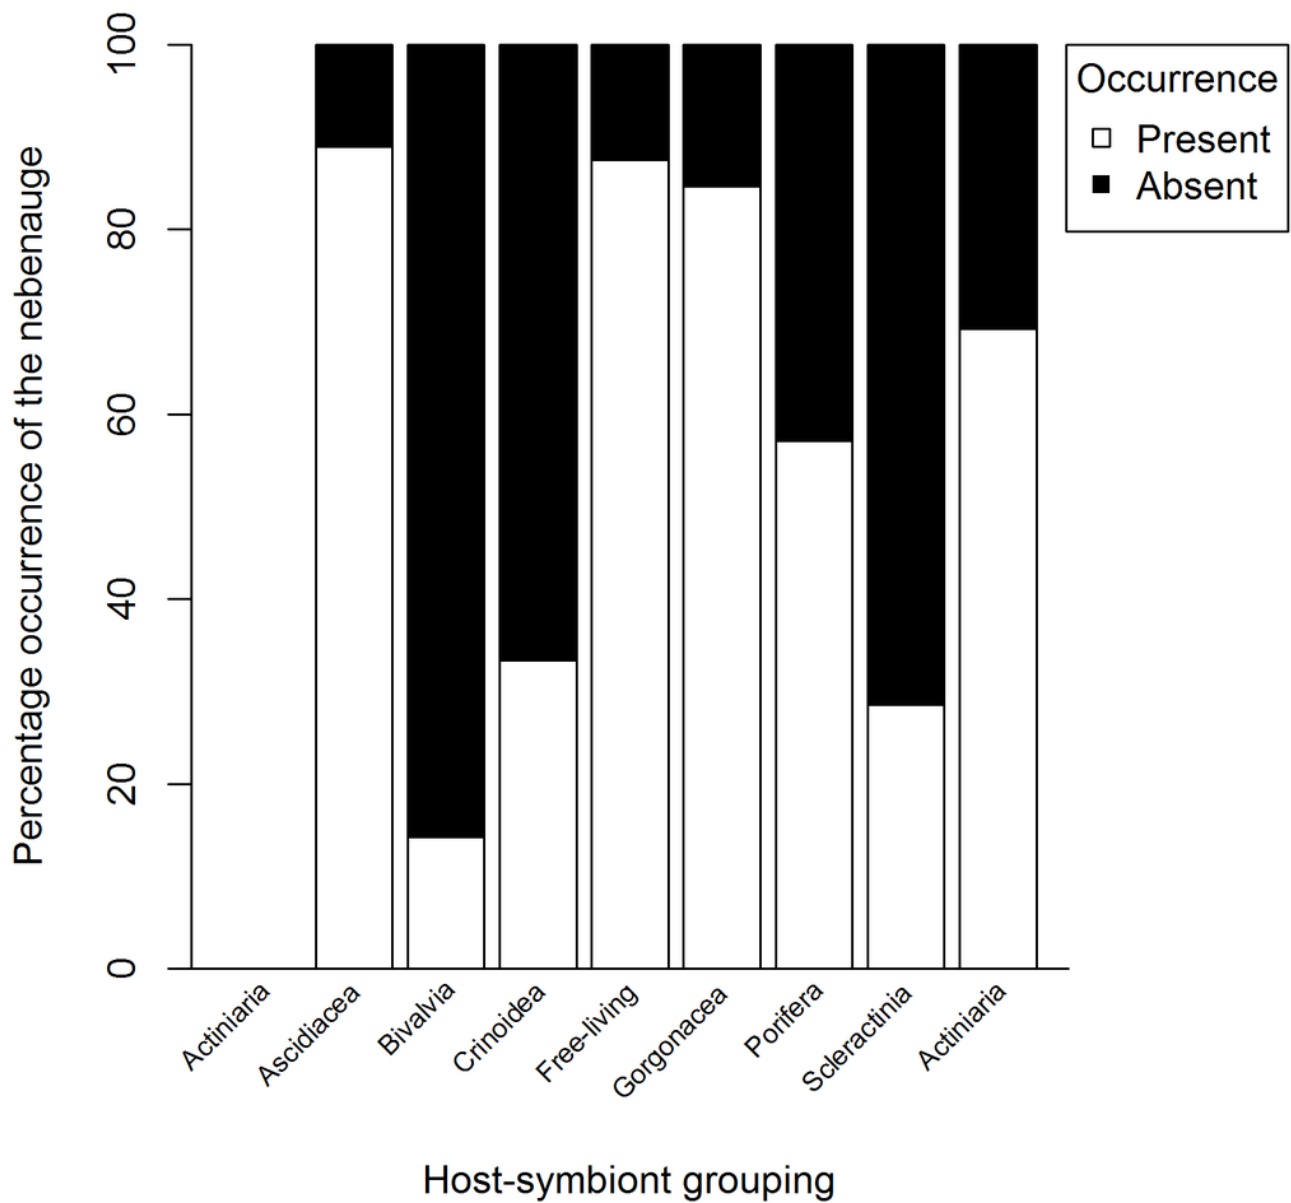 Percentage occurrence of the nebenauge
100
80
60
40
20
0
Occurrence
Present
Absent
Actiniaria
Ascidiacea
Bivalvia
Crinoidea
Free-living
Gorgonacea
Porifera
Scleractinia
Actiniaria
Host-symbiont grouping